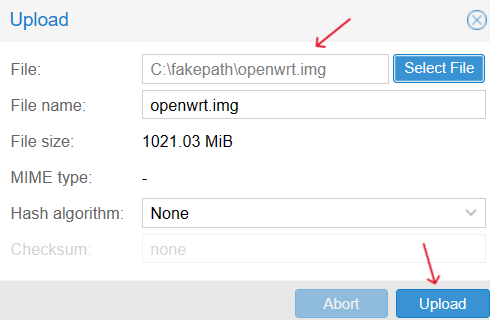 Upload
File: C:\fakepath\openwrt.img Select File
File name: openwrt.img
File size: 1021.03 MiB
MIME type: -
Hash algorithm: None
Checksum: none
Abort Upload